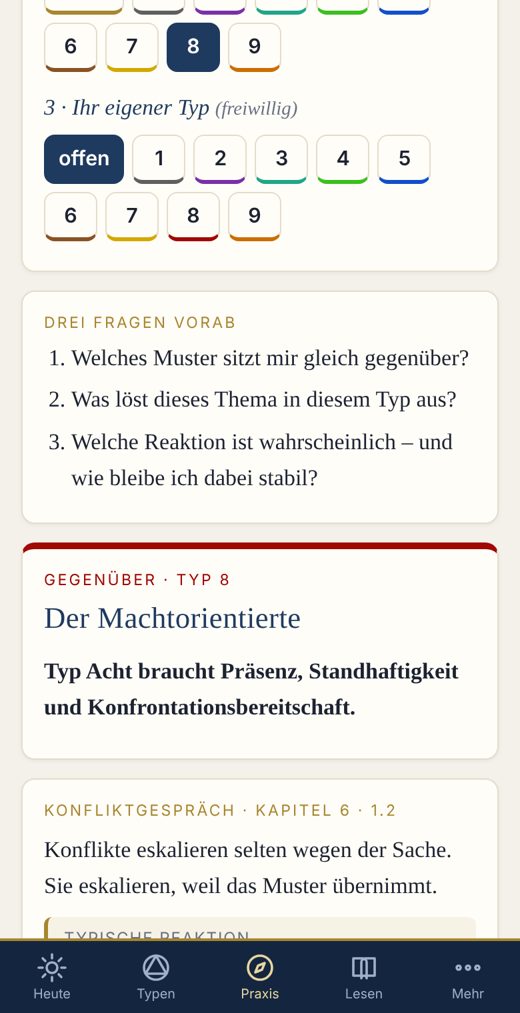 6 7 8 9
3 · Ihr eigener Typ (freiwillig)
offen 1 2 3 4 5
6 7 8 9
DREI FRAGEN VORAB
1. Welches Muster sitzt mir gleich gegenüber?
2. Was löst dieses Thema in diesem Typ aus?
3. Welche Reaktion ist wahrscheinlich – und
wie bleibe ich dabei stabil?
GEGENÜBER · TYP 8
Der Machtorientierte
Typ Acht braucht Präsenz, Standhaftigkeit
und Konfrontationsbereitschaft.
KONFLIKTGESPRÄCH · KAPITEL 6 · 1.2
Konflikte eskalieren selten wegen der Sache.
Sie eskalieren, weil das Muster übernimmt.
TYPISCHE REAKTION
Heute Typen Praxis Lesen Mehr